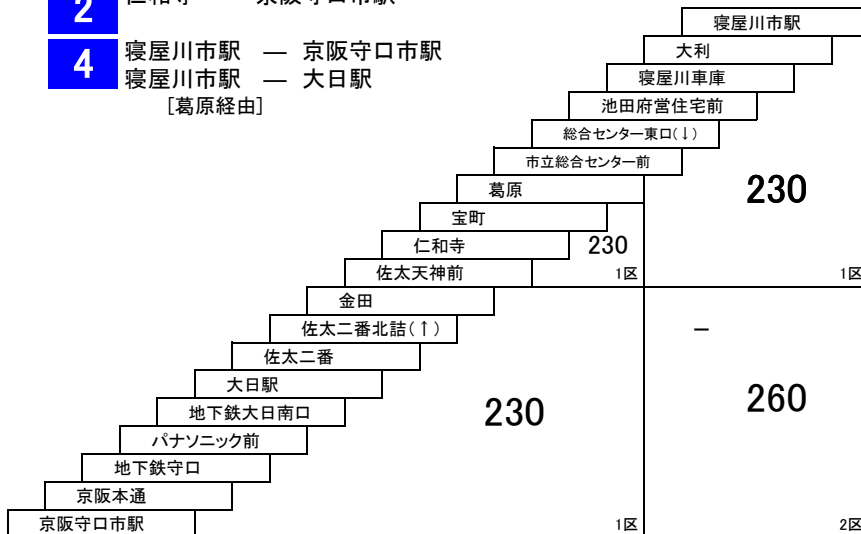 2
仁和寺 ― 京阪守口市駅
4
寝屋川市駅 ― 京阪守口市駅
寝屋川市駅 ― 大日駅
[葛原経由]
寝屋川市駅
大利
寝屋川車庫
池田府営住宅前
総合センター東口(↓)
市立総合センター前
葛原
230
宝町
仁和寺
230
佐太天神前
1区
1区
金田
佐太二番北詰(↑)
－
佐太二番
大日駅
地下鉄大日南口
230
260
パナソニック前
地下鉄守口
京阪本通
京阪守口市駅
1区
2区